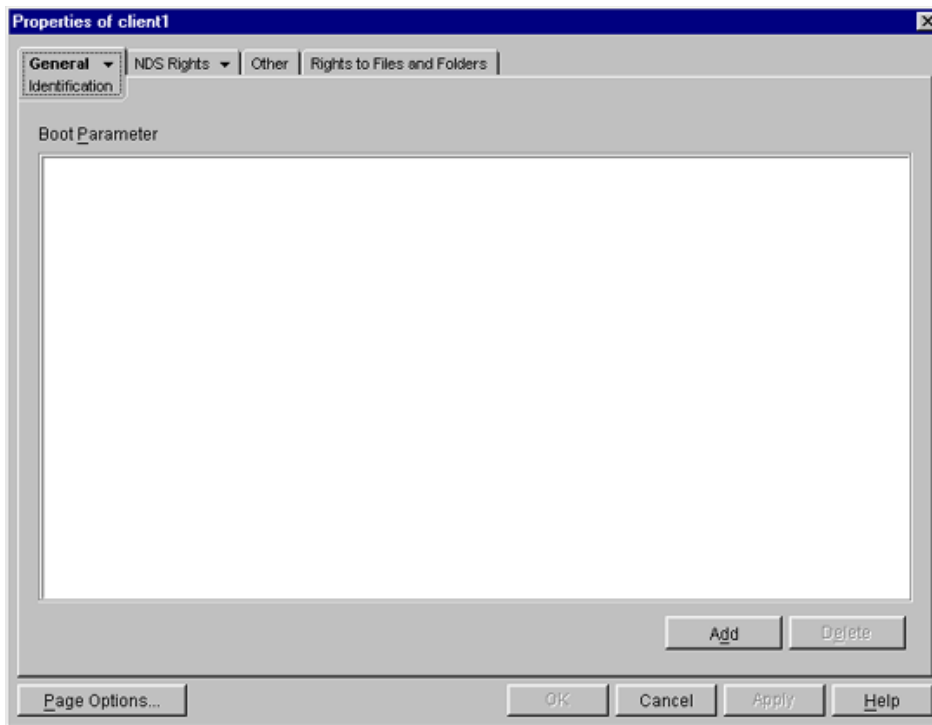 Properties of client1
General NDS Rights Other Rights to Files and Folders
Identification
Boot Parameter
Add Delete
Page Options... OK Cancel Apply Help